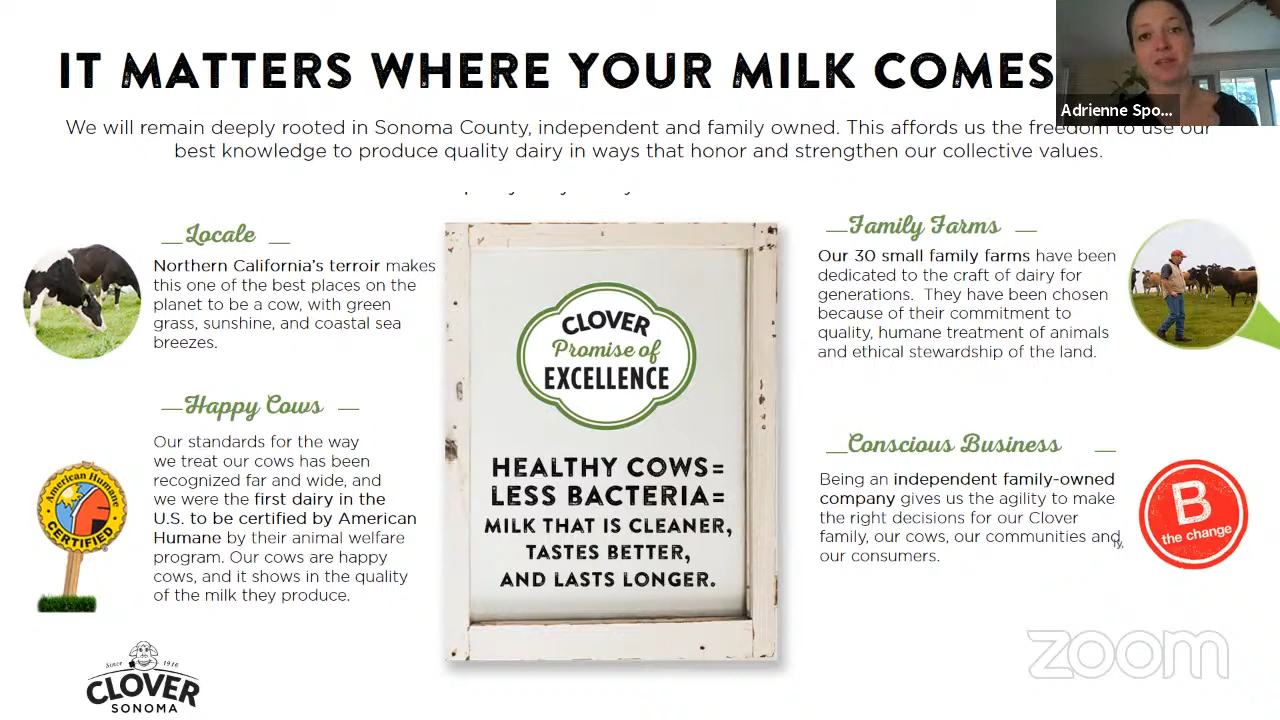 IT MATTERS WHERE YOUR MILK COMES
Adrienne Spo...
We will remain deeply rooted in Sonoma County, independent and family owned. This affords us the freedom to use our
best knowledge to produce quality dairy in ways that honor and strengthen our collective values.
Locale
Northern California's terroir makes
this one of the best places on the
planet to be a cow, with green
grass, sunshine, and coastal sea
breezes.
Happy Cows
Our standards for the way
we treat our cows has been
recognized far and wide, and
we were the first dairy in the
U.S. to be certified by American
Humane by their animal welfare
program. Our cows are happy
cows, and it shows in the quality
of the milk they produce.
American Humane
CERTIFIED
Since 1916
CLOVER
SONOMA
CLOVER
Promise of
EXCELLENCE
HEALTHY COWS=
LESS BACTERIA=
MILK THAT IS CLEANER,
TASTES BETTER,
AND LASTS LONGER.
Family Farms
Our 30 small family farms have been
dedicated to the craft of dairy for
generations. They have been chosen
because of their commitment to
quality, humane treatment of animals
and ethical stewardship of the land.
Conscious Business
Being an independent family-owned
company gives us the agility to make
the right decisions for our Clover
family, our cows, our communities and
our consumers.
B
the change
zoom